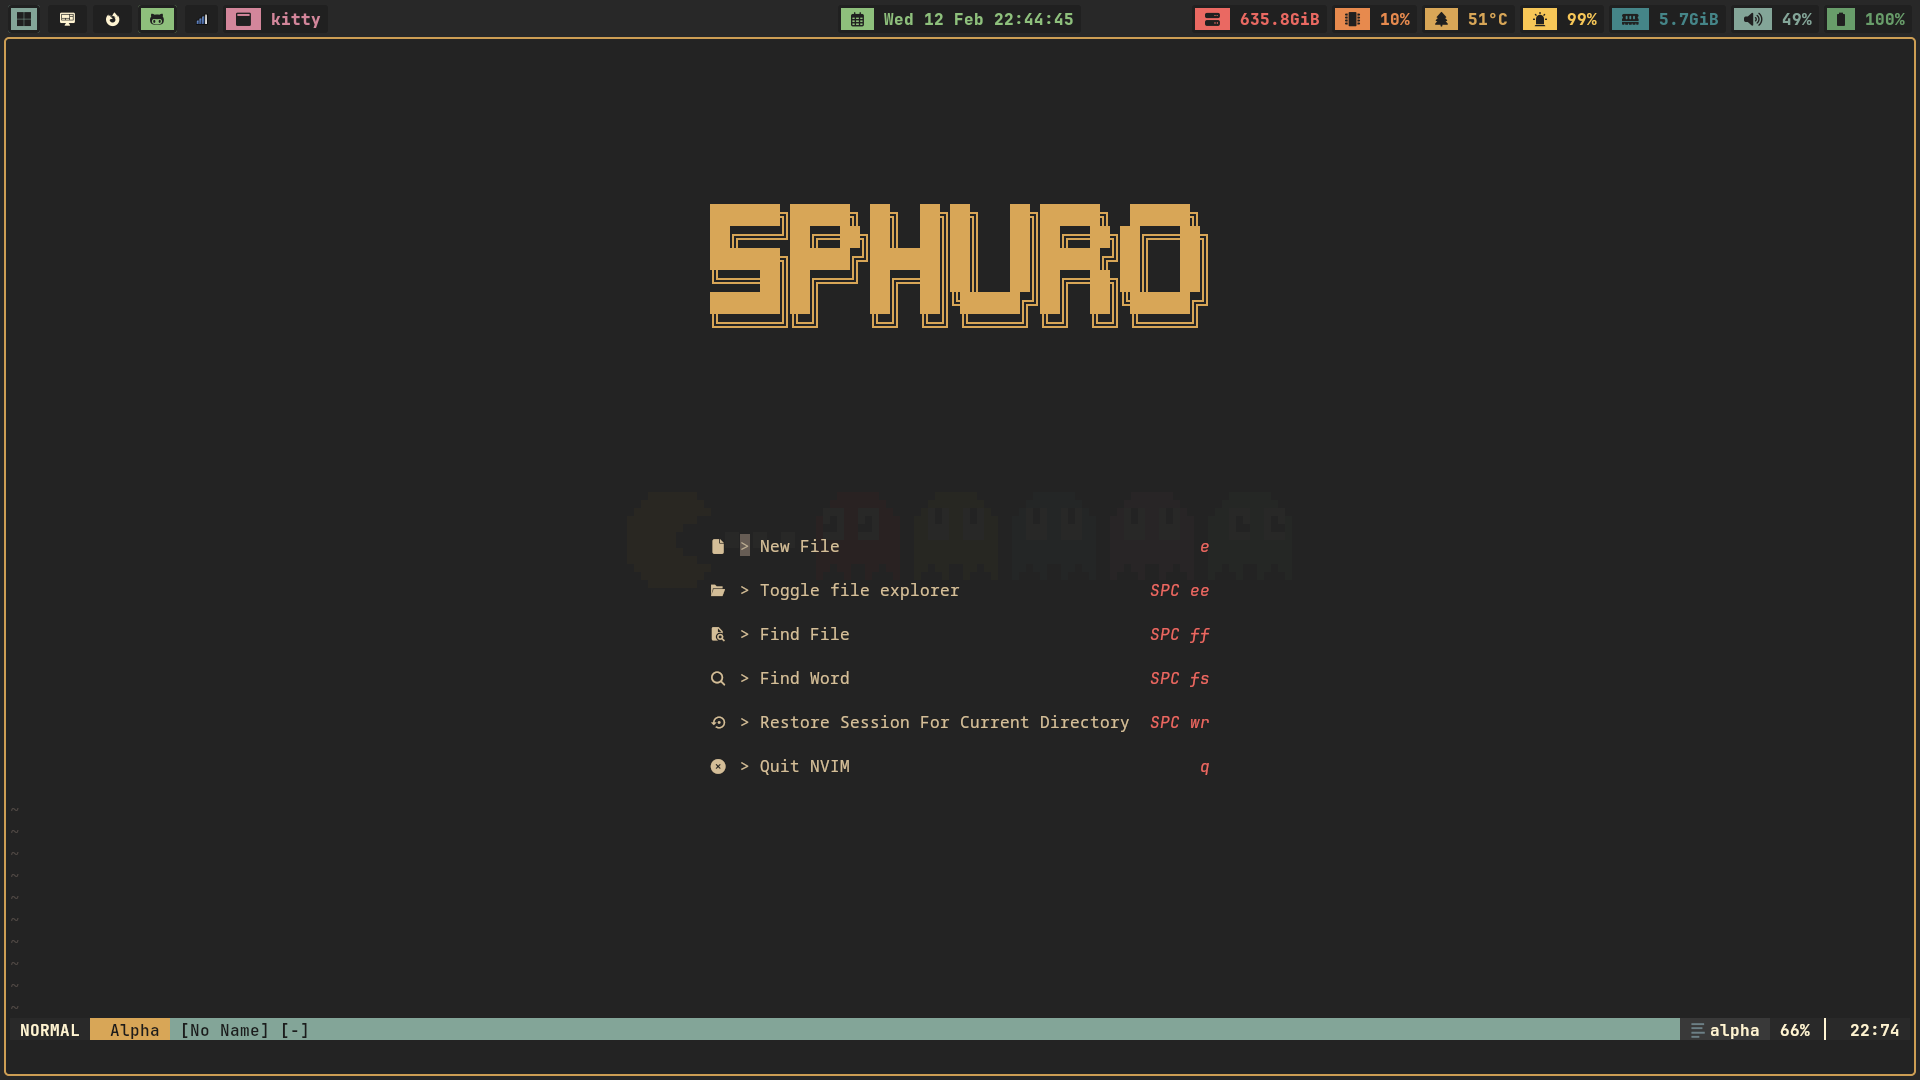 kitty
Wed 12 Feb 22:44:45
635.8GiB
10%
51°C
99%
5.7GiB
49%
100%
SPHURO
> New File e
> Toggle file explorer SPC ee
> Find File SPC ff
> Find Word SPC fs
> Restore Session For Current Directory SPC wr
> Quit NVIM q
~
~
~
~
~
~
~
~
~
~
NORMAL Alpha [No Name] [-] alpha 66% 22:74